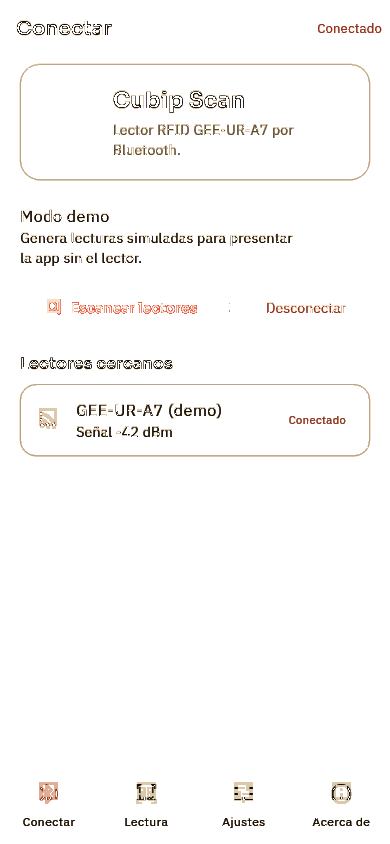 Conectar
Conectado
Cubip Scan
Lector RFID GEE-UR-A7 por
Bluetooth.
Modo demo
Genera lecturas simuladas para presentar
la app sin el lector.
Escanear lectores
Desconectar
Lectores cercanos
GEE-UR-A7 (demo)
Señal -42 dBm
Conectado
Conectar
Lectura
Ajustes
Acerca de